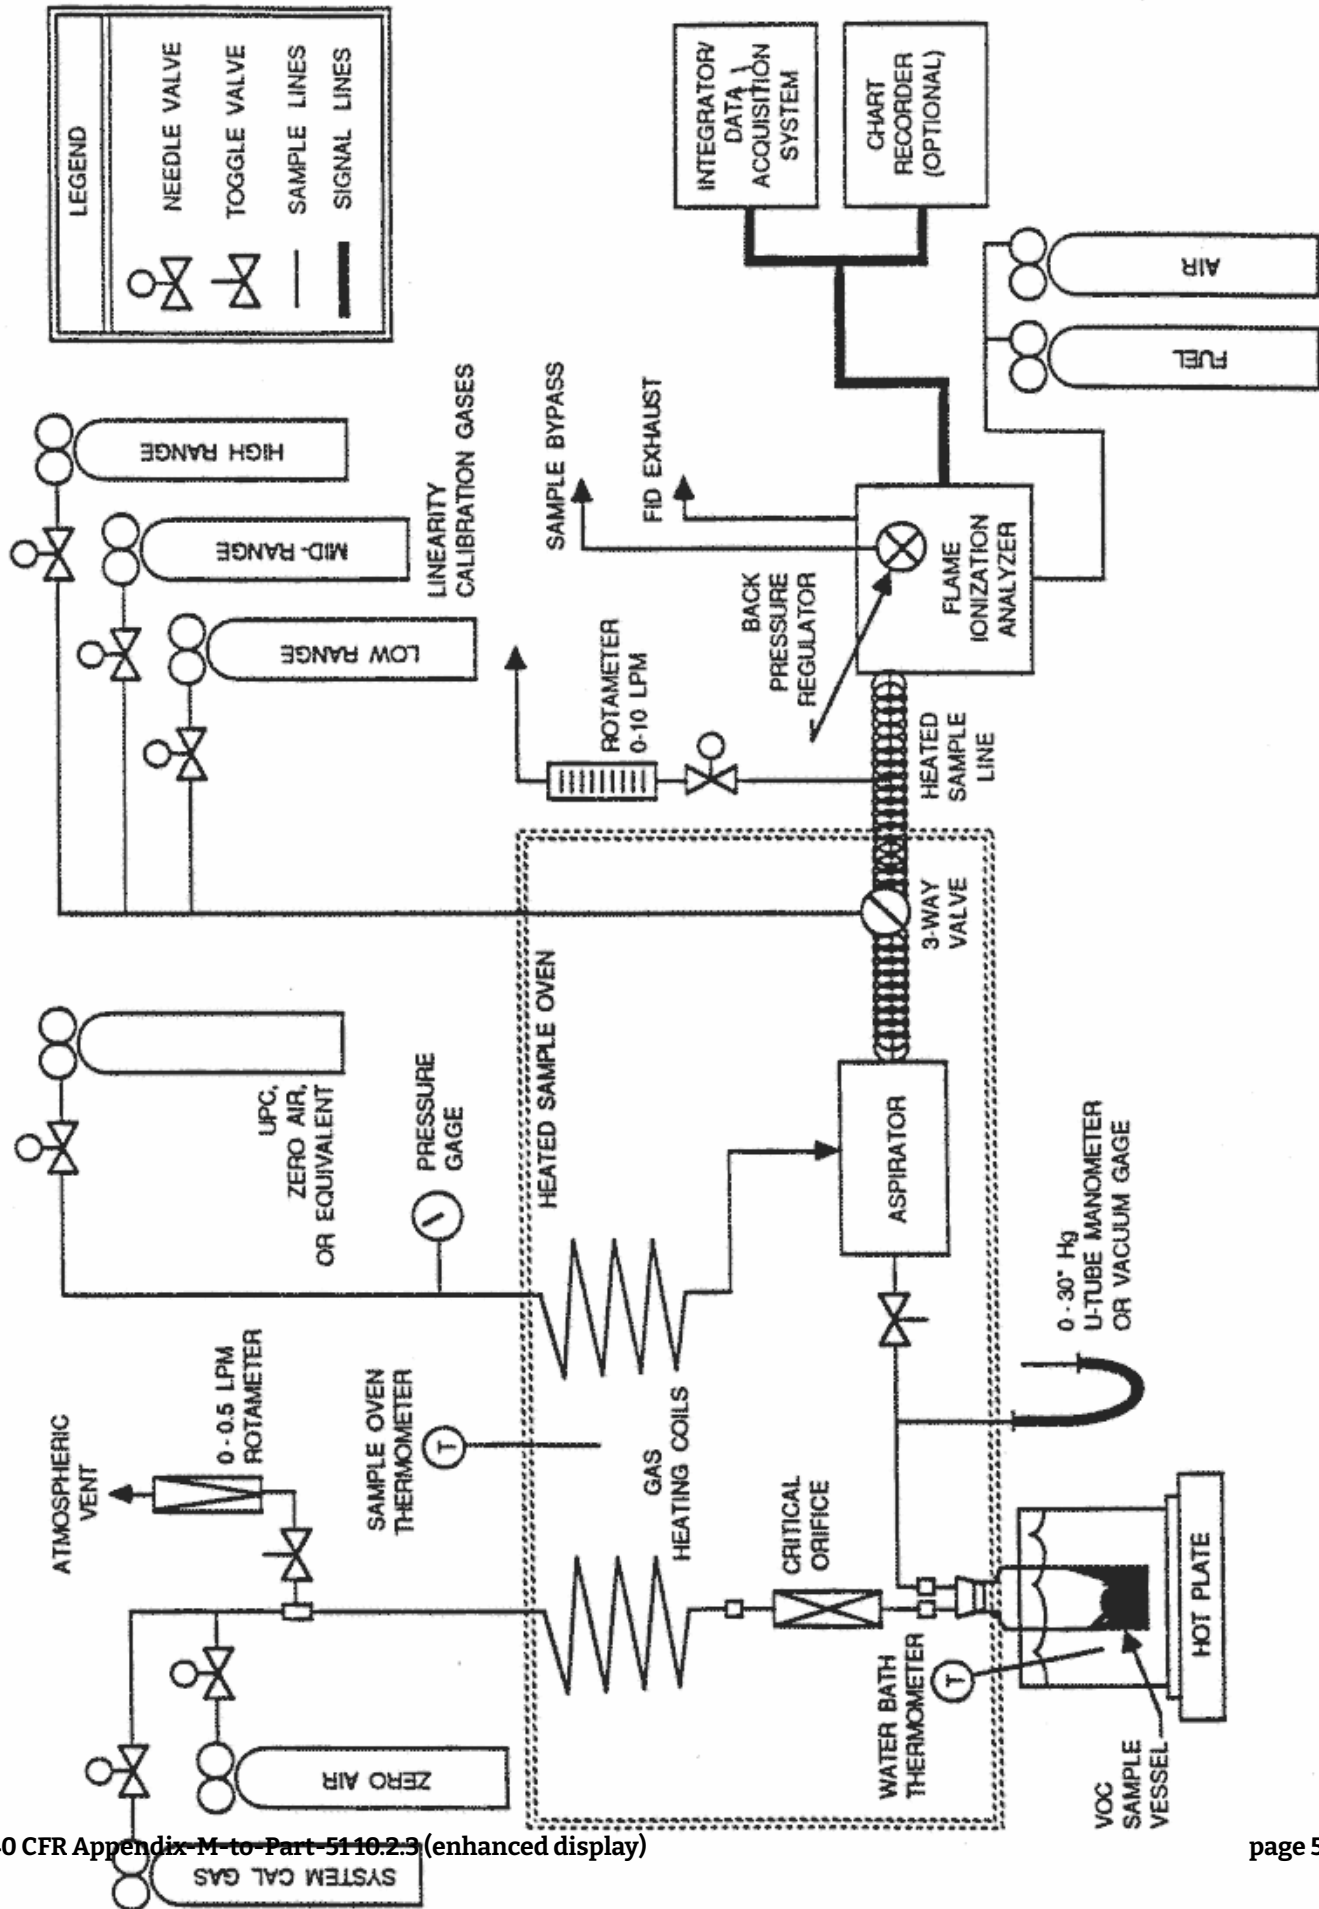 LEGEND
NEEDLE VALVE
TOGGLE VALVE
SAMPLE LINES
SIGNAL LINES
INTEGRATOR/
DATA
ACQUISITION
SYSTEM
CHART
RECORDER
(OPTIONAL)
AIR
FUEL
HIGH RANGE
MID-RANGE
LOW RANGE
LINEARITY
CALIBRATION GASES
SAMPLE BYPASS
FID EXHAUST
BACK
PRESSURE
REGULATOR
FLAME
IONIZATION
ANALYZER
ROTAMETER
0-10 LPM
HEATED
SAMPLE
LINE
3-WAY
VALVE
UPC,
ZERO AIR,
OR EQUIVALENT
PRESSURE
GAGE
HEATED SAMPLE OVEN
ASPIRATOR
0 - 30" Hg
U-TUBE MANOMETER
OR VACUUM GAGE
ATMOSPHERIC
VENT
0 - 0.5 LPM
ROTAMETER
SAMPLE OVEN
THERMOMETER
T
GAS
HEATING COILS
CRITICAL
ORIFICE
WATER BATH
THERMOMETER
T
HOT PLATE
VOC
SAMPLE
VESSEL
ZERO AIR
SYSTEM CAL GAS
0 CFR Appendix-M-to-Part-5110.2.3 (enhanced display)
page 5